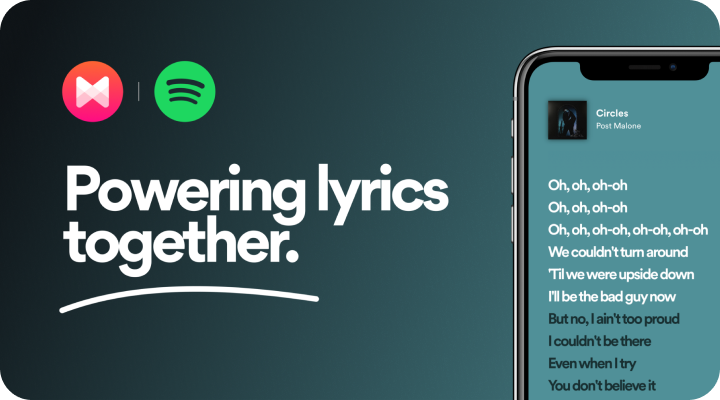 Powering lyrics
together.
Circles
Post Malone
Oh, oh, oh-oh
Oh, oh, oh-oh
Oh, oh, oh-oh, oh-oh, oh-oh
We couldn't turn around
'Til we were upside down
I'll be the bad guy now
But no, I ain't too proud
I couldn't be there
Even when I try
You don't believe it